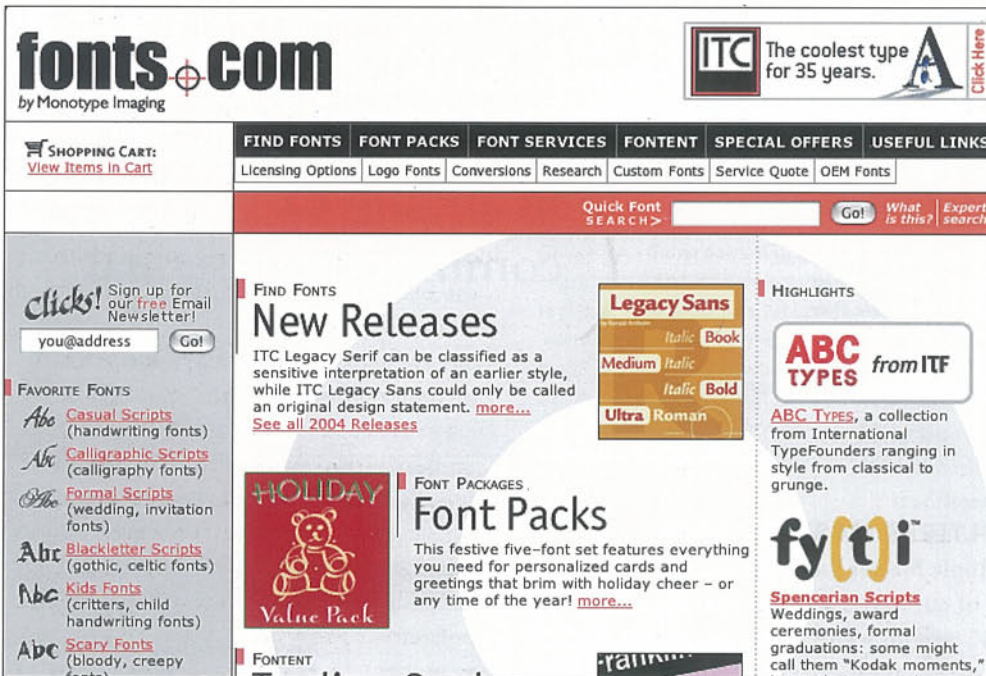 fonts.com
by Monotype Imaging
ITC
The coolest type
for 35 years.
A
Click Here
SHOPPING CART:
View Items in Cart
FIND FONTS FONT PACKS FONT SERVICES FONTENT SPECIAL OFFERS USEFUL LINKS
Licensing Options Logo Fonts Conversions Research Custom Fonts Service Quote OEM Fonts
Quick Font
SEARCH>
Go!
What
is this?
Expert
search
Clicks!
Sign up for
our free Email
Newsletter!
you@address Go!
FAVORITE FONTS
Abc Casual Scripts
(handwriting fonts)
Abc Calligraphic Scripts
(calligraphy fonts)
Abc Formal Scripts
(wedding, invitation
fonts)
Abc Blackletter Scripts
(gothic, celtic fonts)
Abc Kids Fonts
(critters, child
handwriting fonts)
Abc Scary Fonts
(bloody, creepy
fonts)
FIND FONTS
New Releases
ITC Legacy Serif can be classified as a
sensitive interpretation of an earlier style,
while ITC Legacy Sans could only be called
an original design statement. more...
See all 2004 Releases
Legacy Sans
Italic Book
Medium Italic
Italic Bold
Ultra Roman
HOLIDAY
Value Pack
FONT PACKAGES
Font Packs
This festive five-font set features everything
you need for personalized cards and
greetings that brim with holiday cheer – or
any time of the year! more...
FONTENT
HIGHLIGHTS
ABC
TYPES
from ITF
ABC TYPES, a collection
from International
TypeFounders ranging in
style from classical to
grunge.
fy(t)i™
Spencerian Scripts
Weddings, award
ceremonies, formal
graduations: some might
call them "Kodak moments,"